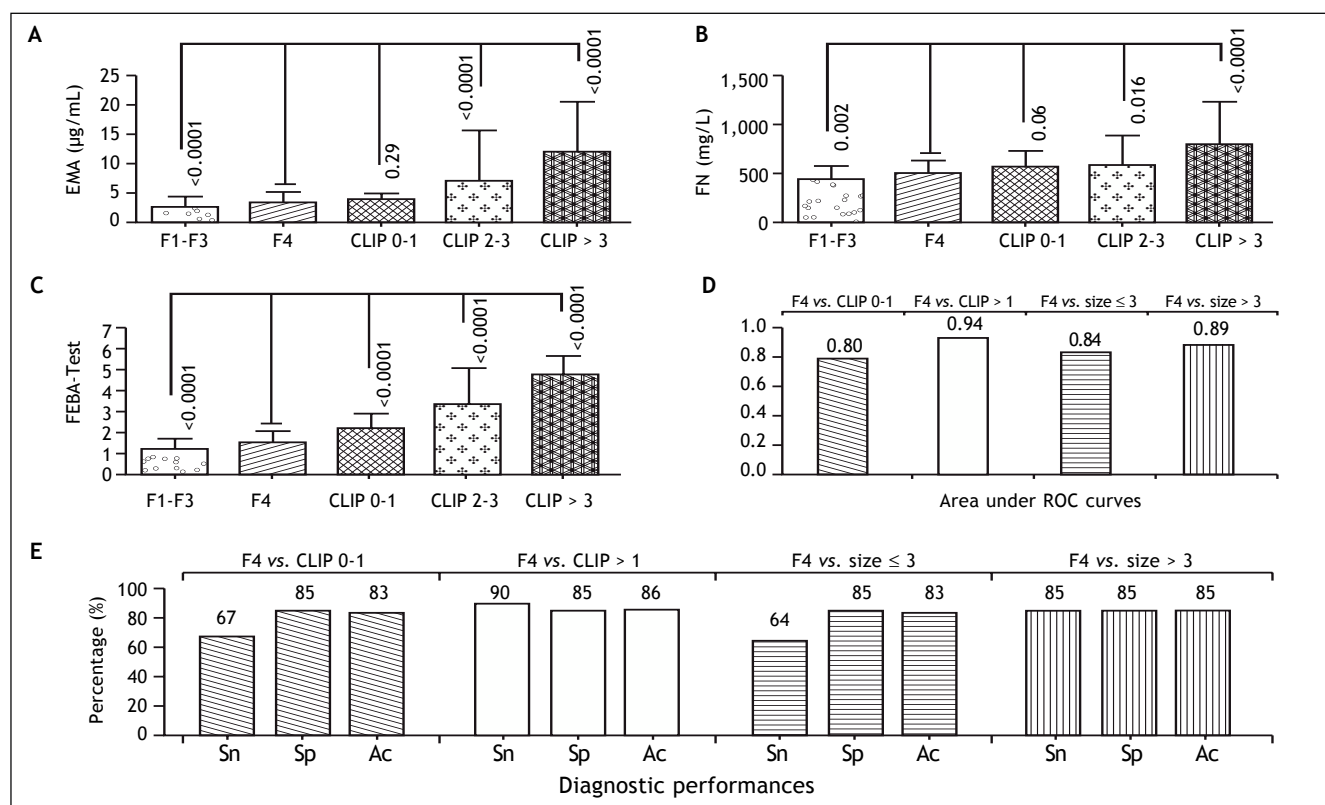 A
EMA (µg/mL)
25
20
15
10
5
0
<0.0001
0.29
<0.0001
<0.0001
F1-F3 F4 CLIP 0-1 CLIP 2-3 CLIP > 3
B
FN (mg/L)
1,500
1,000
500
0
0.002
0.06
0.016
<0.0001
F1-F3 F4 CLIP 0-1 CLIP 2-3 CLIP > 3
C
FEBA-Test
7
6
5
4
3
2
1
0
<0.0001
<0.0001
<0.0001
<0.0001
F1-F3 F4 CLIP 0-1 CLIP 2-3 CLIP > 3
D
F4 vs. CLIP 0-1 F4 vs. CLIP > 1 F4 vs. size ≤ 3 F4 vs. size > 3
1.0
0.8
0.6
0.4
0.2
0.0
0.80 0.94 0.84 0.89
Area under ROC curves
E
F4 vs. CLIP 0-1 F4 vs. CLIP > 1 F4 vs. size ≤ 3 F4 vs. size > 3
Percentage (%)
100
80
60
40
20
0
67 85 83 90 85 86 64 85 83 85 85 85
Sn Sp Ac Sn Sp Ac Sn Sp Ac Sn Sp Ac
Diagnostic performances